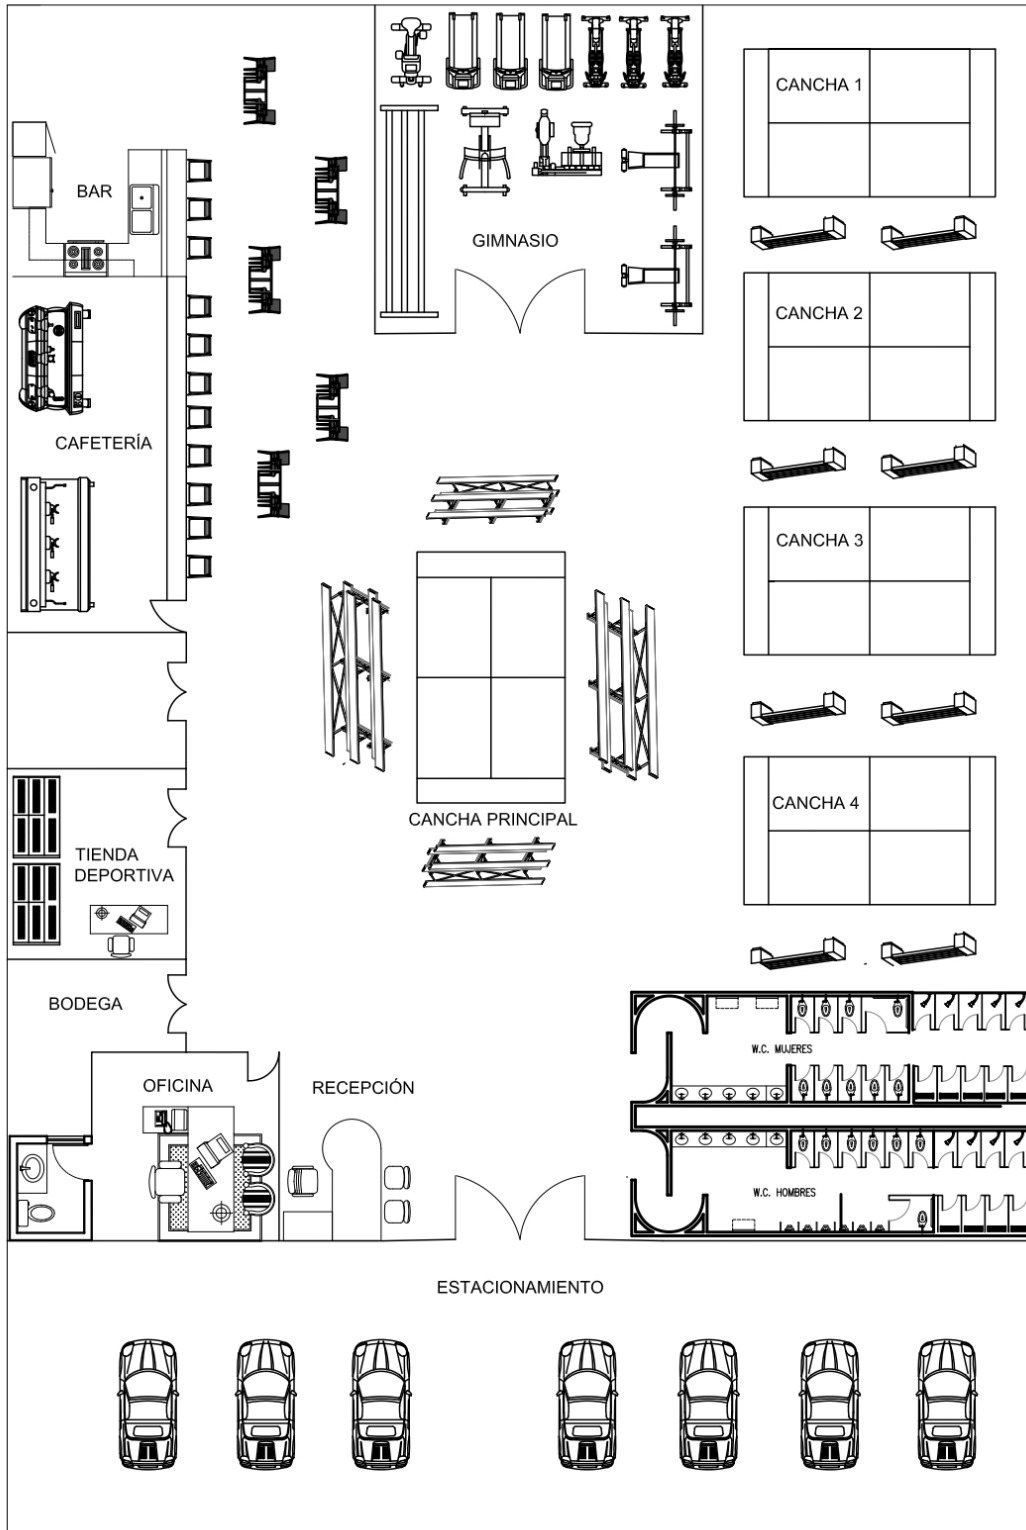 CANCHA 1
BAR
GIMNASIO
CANCHA 2
CAFETERÍA
CANCHA 3
CANCHA 4
CANCHA PRINCIPAL
TIENDA
DEPORTIVA
BODEGA
W.C. MUJERES
OFICINA
RECEPCIÓN
W.C. HOMBRES
ESTACIONAMIENTO